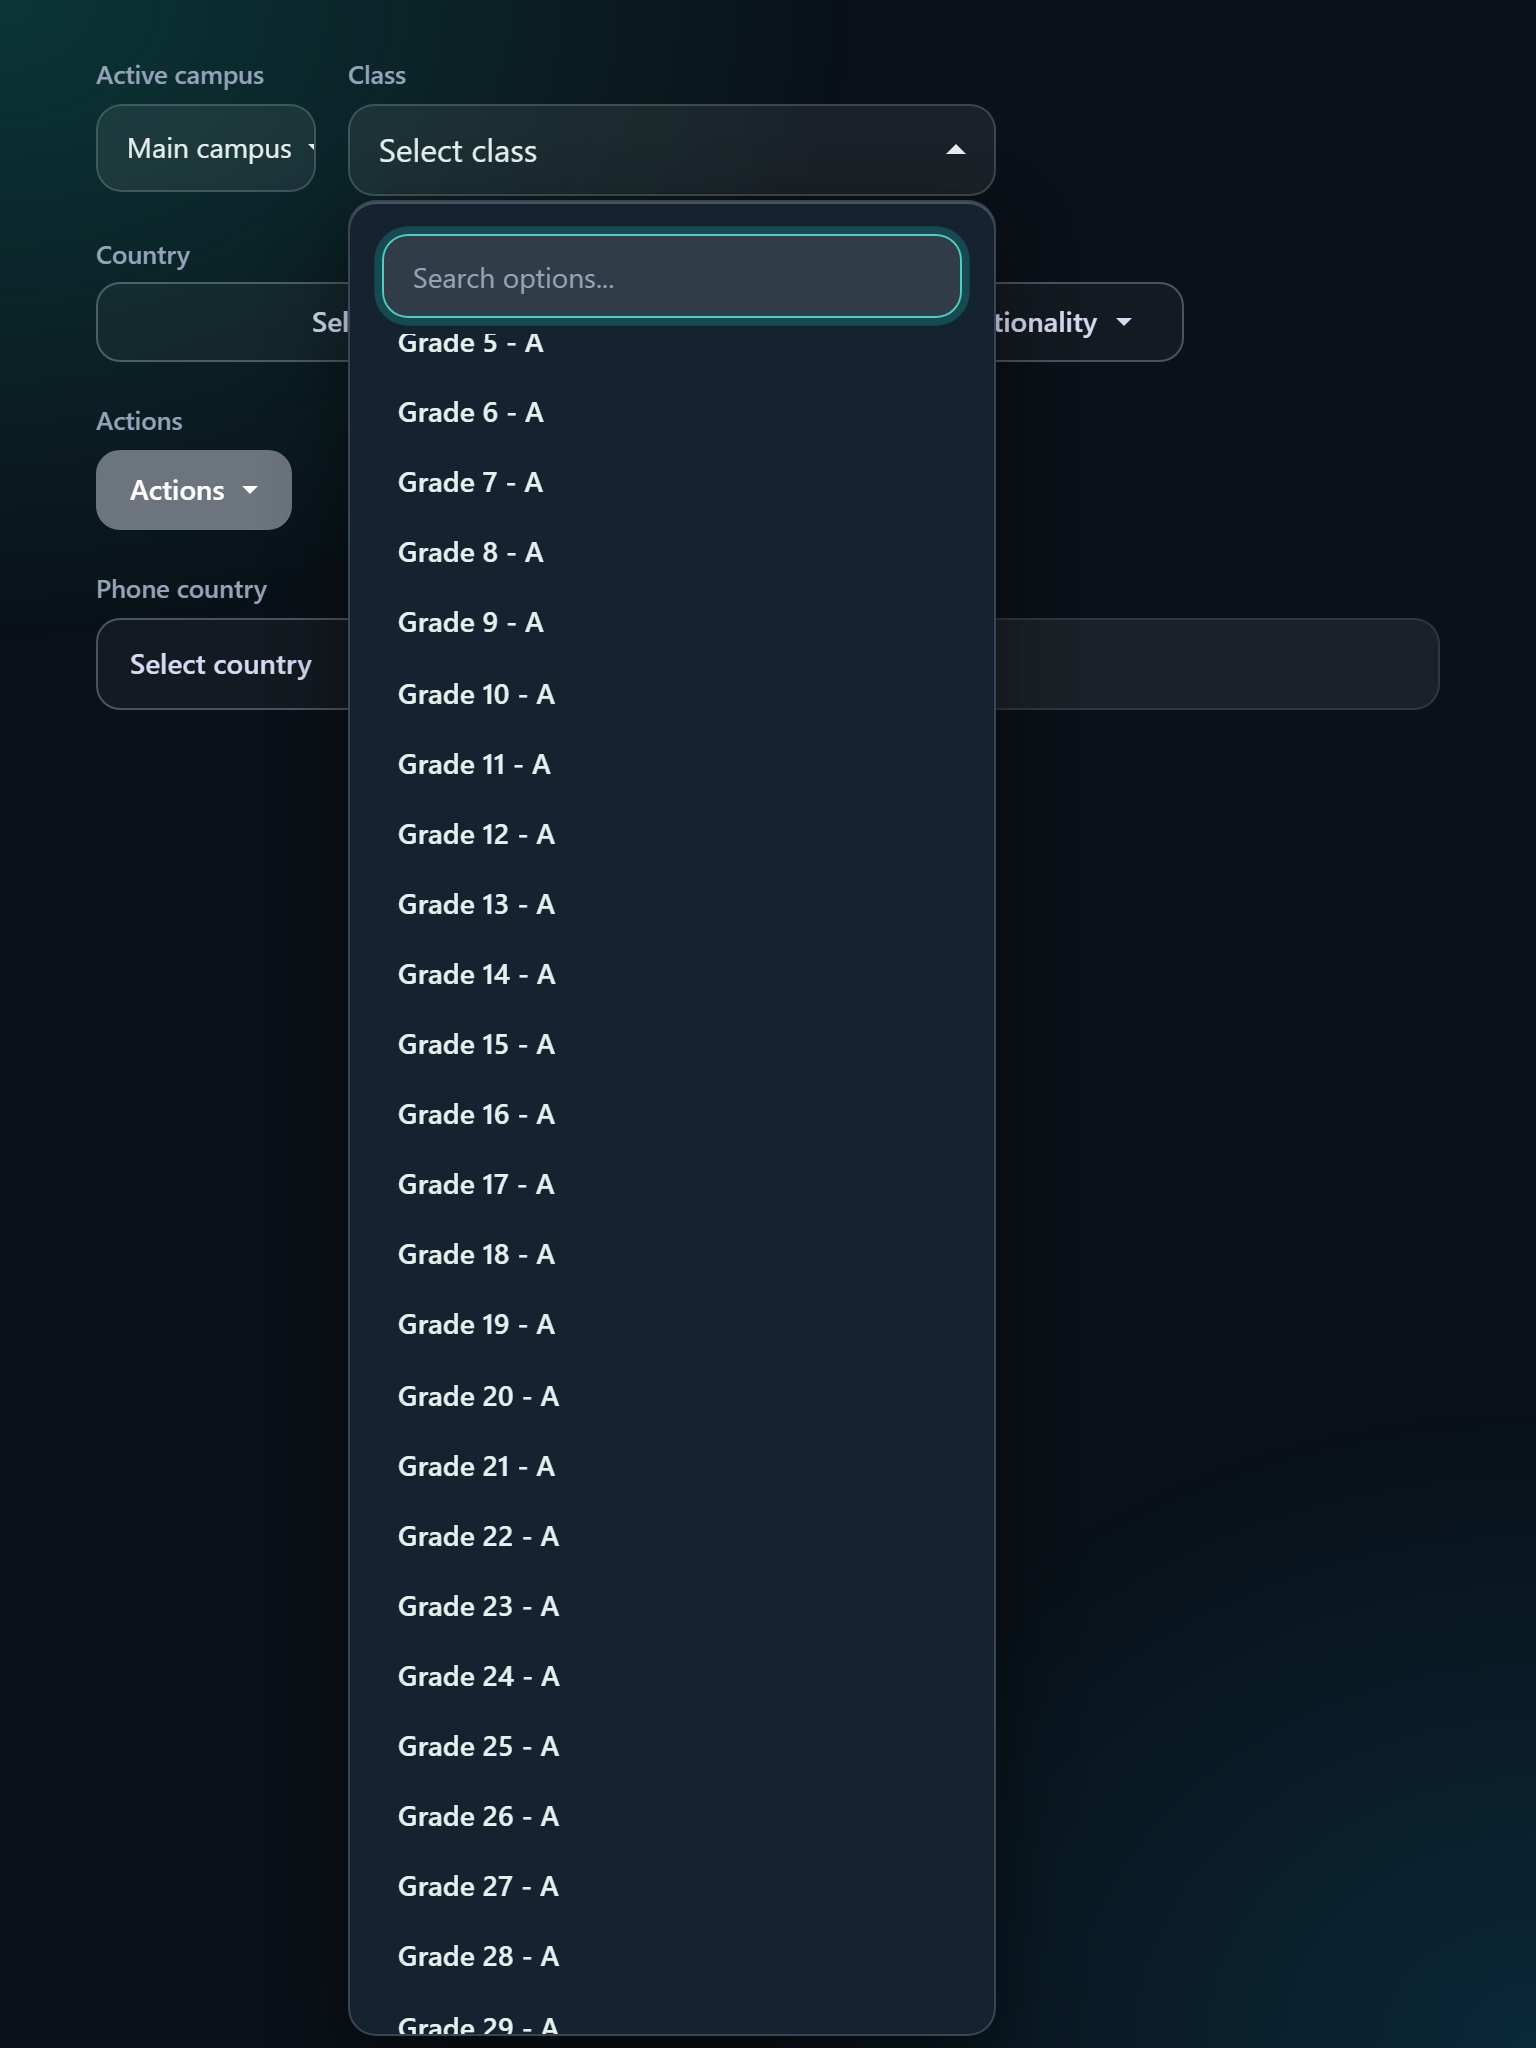 Active campus
Class
Main campus
Select class
Search options...
Country
Sel
tionality
Grade 5 - A
Grade 6 - A
Actions
Grade 7 - A
Actions
Grade 8 - A
Phone country
Grade 9 - A
Select country
Grade 10 - A
Grade 11 - A
Grade 12 - A
Grade 13 - A
Grade 14 - A
Grade 15 - A
Grade 16 - A
Grade 17 - A
Grade 18 - A
Grade 19 - A
Grade 20 - A
Grade 21 - A
Grade 22 - A
Grade 23 - A
Grade 24 - A
Grade 25 - A
Grade 26 - A
Grade 27 - A
Grade 28 - A
Grade 29 - A